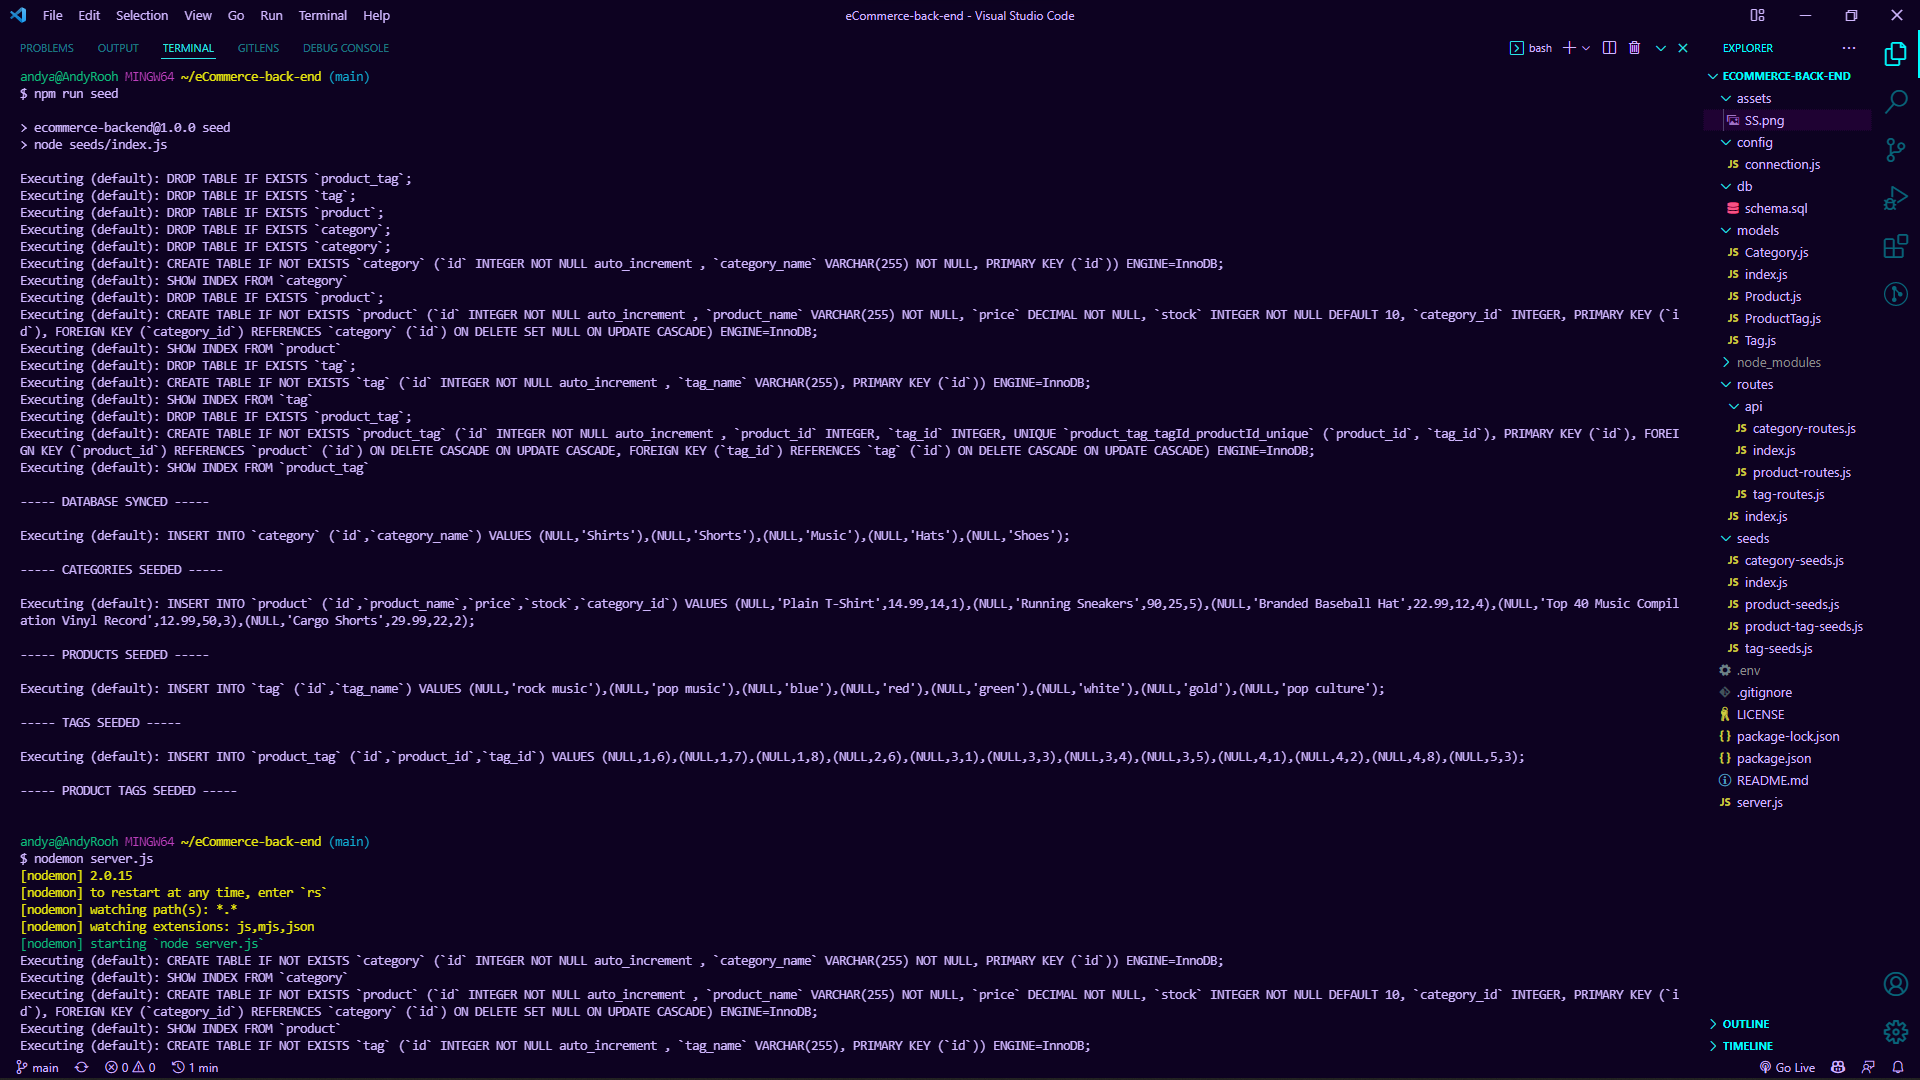 File Edit Selection View Go Run Terminal Help
eCommerce-back-end - Visual Studio Code
PROBLEMS OUTPUT TERMINAL GITLENS DEBUG CONSOLE
bash
andya@AndyRooh MINGW64 ~/eCommerce-back-end (main)
$ npm run seed
> ecommerce-backend@1.0.0 seed
> node seeds/index.js
Executing (default): DROP TABLE IF EXISTS `product_tag`;
Executing (default): DROP TABLE IF EXISTS `tag`;
Executing (default): DROP TABLE IF EXISTS `product`;
Executing (default): DROP TABLE IF EXISTS `category`;
Executing (default): DROP TABLE IF EXISTS `category`;
Executing (default): CREATE TABLE IF NOT EXISTS `category` (`id` INTEGER NOT NULL auto_increment , `category_name` VARCHAR(255) NOT NULL, PRIMARY KEY (`id`)) ENGINE=InnoDB;
Executing (default): SHOW INDEX FROM `category`
Executing (default): DROP TABLE IF EXISTS `product`;
Executing (default): CREATE TABLE IF NOT EXISTS `product` (`id` INTEGER NOT NULL auto_increment , `product_name` VARCHAR(255) NOT NULL, `price` DECIMAL NOT NULL, `stock` INTEGER NOT NULL DEFAULT 10, `category_id` INTEGER, PRIMARY KEY (`i
d`), FOREIGN KEY (`category_id`) REFERENCES `category` (`id`) ON DELETE SET NULL ON UPDATE CASCADE) ENGINE=InnoDB;
Executing (default): SHOW INDEX FROM `product`
Executing (default): DROP TABLE IF EXISTS `tag`;
Executing (default): CREATE TABLE IF NOT EXISTS `tag` (`id` INTEGER NOT NULL auto_increment , `tag_name` VARCHAR(255), PRIMARY KEY (`id`)) ENGINE=InnoDB;
Executing (default): SHOW INDEX FROM `tag`
Executing (default): DROP TABLE IF EXISTS `product_tag`;
Executing (default): CREATE TABLE IF NOT EXISTS `product_tag` (`id` INTEGER NOT NULL auto_increment , `product_id` INTEGER, `tag_id` INTEGER, UNIQUE `product_tag_tagId_productId_unique` (`product_id`, `tag_id`), PRIMARY KEY (`id`), FOREI
GN KEY (`product_id`) REFERENCES `product` (`id`) ON DELETE CASCADE ON UPDATE CASCADE, FOREIGN KEY (`tag_id`) REFERENCES `tag` (`id`) ON DELETE CASCADE ON UPDATE CASCADE) ENGINE=InnoDB;
Executing (default): SHOW INDEX FROM `product_tag`
----- DATABASE SYNCED -----
Executing (default): INSERT INTO `category` (`id`,`category_name`) VALUES (NULL,'Shirts'),(NULL,'Shorts'),(NULL,'Music'),(NULL,'Hats'),(NULL,'Shoes');
----- CATEGORIES SEEDED -----
Executing (default): INSERT INTO `product` (`id`,`product_name`,`price`,`stock`,`category_id`) VALUES (NULL,'Plain T-Shirt',14.99,14,1),(NULL,'Running Sneakers',90,25,5),(NULL,'Branded Baseball Hat',22.99,12,4),(NULL,'Top 40 Music Compil
ation Vinyl Record',12.99,50,3),(NULL,'Cargo Shorts',29.99,22,2);
----- PRODUCTS SEEDED -----
Executing (default): INSERT INTO `tag` (`id`,`tag_name`) VALUES (NULL,'rock music'),(NULL,'pop music'),(NULL,'blue'),(NULL,'red'),(NULL,'green'),(NULL,'white'),(NULL,'gold'),(NULL,'pop culture');
----- TAGS SEEDED -----
Executing (default): INSERT INTO `product_tag` (`id`,`product_id`,`tag_id`) VALUES (NULL,1,6),(NULL,1,7),(NULL,1,8),(NULL,2,6),(NULL,3,1),(NULL,3,3),(NULL,3,4),(NULL,3,5),(NULL,4,1),(NULL,4,2),(NULL,4,8),(NULL,5,3);
----- PRODUCT TAGS SEEDED -----
andya@AndyRooh MINGW64 ~/eCommerce-back-end (main)
$ nodemon server.js
[nodemon] 2.0.15
[nodemon] to restart at any time, enter `rs`
[nodemon] watching path(s): *.*
[nodemon] watching extensions: js,mjs,json
[nodemon] starting `node server.js`
Executing (default): CREATE TABLE IF NOT EXISTS `category` (`id` INTEGER NOT NULL auto_increment , `category_name` VARCHAR(255) NOT NULL, PRIMARY KEY (`id`)) ENGINE=InnoDB;
Executing (default): SHOW INDEX FROM `category`
Executing (default): CREATE TABLE IF NOT EXISTS `product` (`id` INTEGER NOT NULL auto_increment , `product_name` VARCHAR(255) NOT NULL, `price` DECIMAL NOT NULL, `stock` INTEGER NOT NULL DEFAULT 10, `category_id` INTEGER, PRIMARY KEY (`i
d`), FOREIGN KEY (`category_id`) REFERENCES `category` (`id`) ON DELETE SET NULL ON UPDATE CASCADE) ENGINE=InnoDB;
Executing (default): SHOW INDEX FROM `product`
Executing (default): CREATE TABLE IF NOT EXISTS `tag` (`id` INTEGER NOT NULL auto_increment , `tag_name` VARCHAR(255), PRIMARY KEY (`id`)) ENGINE=InnoDB;
EXPLORER
ECOMMERCE-BACK-END
assets
SS.png
config
JS connection.js
db
schema.sql
models
JS Category.js
JS index.js
JS Product.js
JS ProductTag.js
JS Tag.js
node_modules
routes
api
JS category-routes.js
JS index.js
JS product-routes.js
JS tag-routes.js
JS index.js
seeds
JS category-seeds.js
JS index.js
JS product-seeds.js
JS product-tag-seeds.js
JS tag-seeds.js
.env
.gitignore
LICENSE
{} package-lock.json
{} package.json
README.md
JS server.js
OUTLINE
TIMELINE
main 0 0 1 min
Go Live